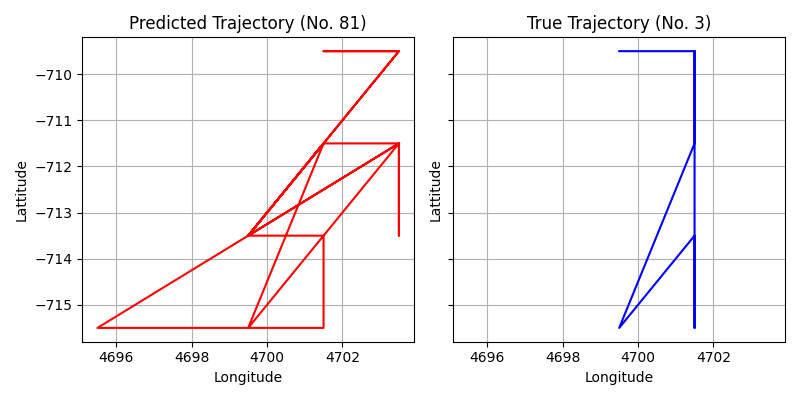 Predicted Trajectory (No. 81)
True Trajectory (No. 3)
−710
−711
−712
−713
−714
−715
Lattitude
Lattitude
4696 4698 4700 4702
4696 4698 4700 4702
Longitude
Longitude